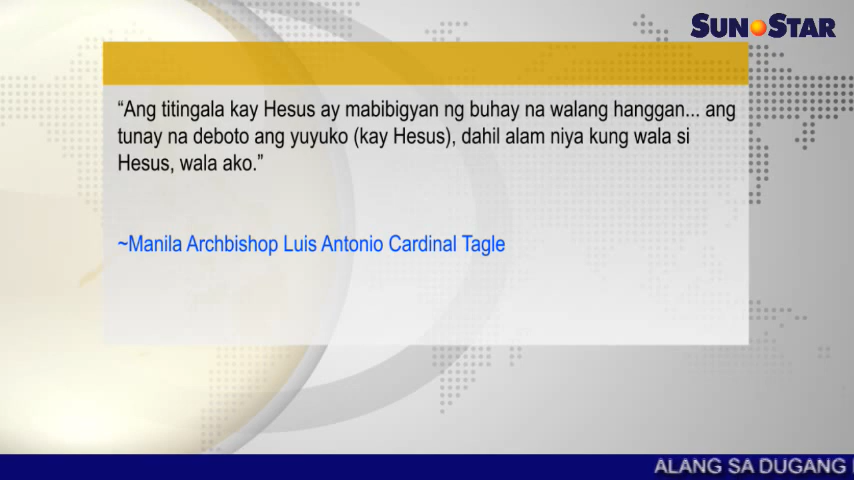 SUN STAR
“Ang titingala kay Hesus ay mabibigyan ng buhay na walang hanggan... ang
tunay na deboto ang yuyuko (kay Hesus), dahil alam niya kung wala si
Hesus, wala ako.”
~Manila Archbishop Luis Antonio Cardinal Tagle
ALANG SA DUGANG